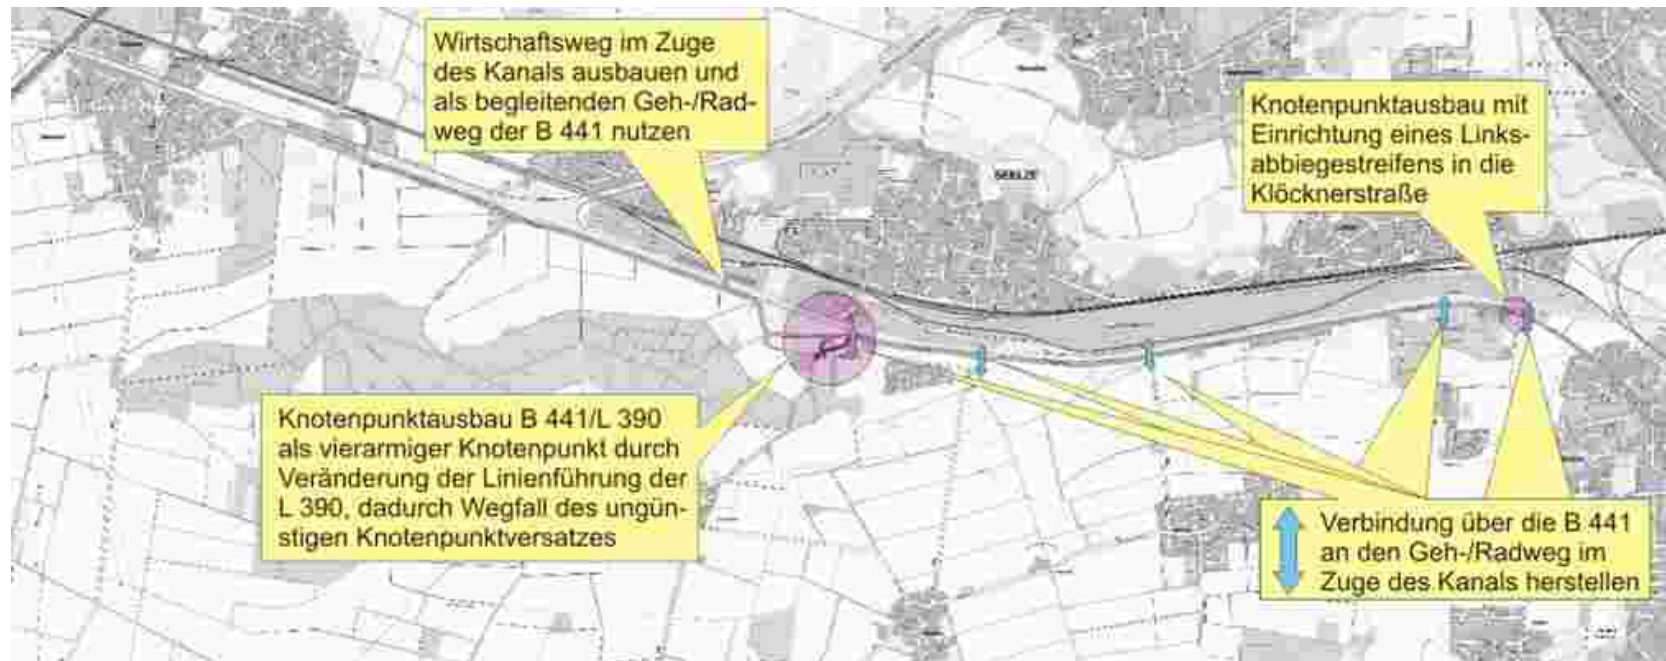 Wirtschaftsweg im Zuge
des Kanals ausbauen und
als begleitenden Geh-/Rad-
weg der B 441 nutzen
Knotenpunktausbau mit
Einrichtung eines Links-
abbiegestreifens in die
Klöcknerstraße
SEELZE
Knotenpunktausbau B 441/L 390
als vierarmiger Knotenpunkt durch
Veränderung der Linienführung der
L 390, dadurch Wegfall des ungün-
stigen Knotenpunktversatzes
Verbindung über die B 441
an den Geh-/Radweg im
Zuge des Kanals herstellen